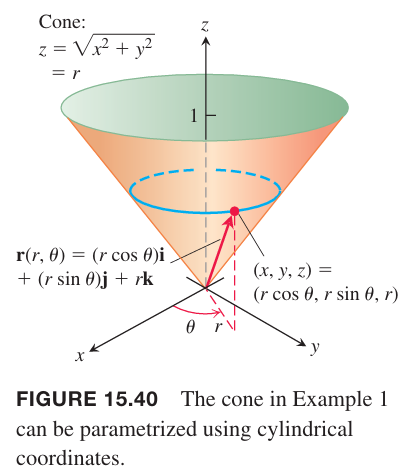 Cone:
z = √x² + y²
= r
z
1
r(r, θ) = (r cos θ)i
+ (r sin θ)j + rk
(x, y, z) =
(r cos θ, r sin θ, r)
θ r
x
y
FIGURE 15.40 The cone in Example 1
can be parametrized using cylindrical
coordinates.